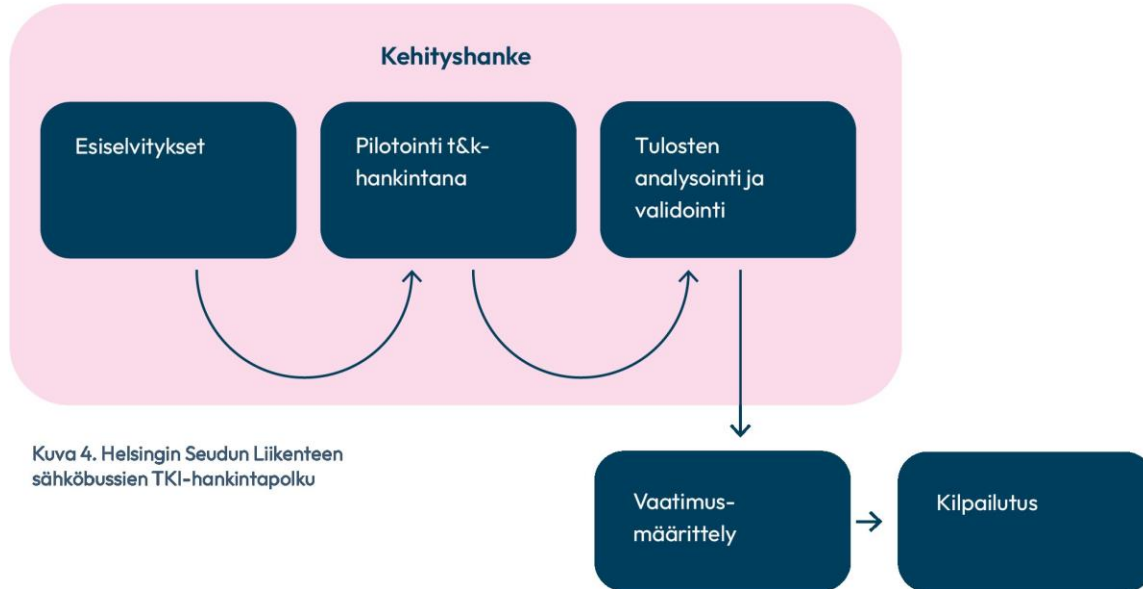 Kehityshanke
Esiselvitykset
Pilotointi t&k-
hankintana
Tulosten
analysointi ja
validointi
Kuva 4. Helsingin Seudun Liikenteen
sähköbussien TKI-hankintapolku
Vaatimus-
määrittely
Kilpailutus